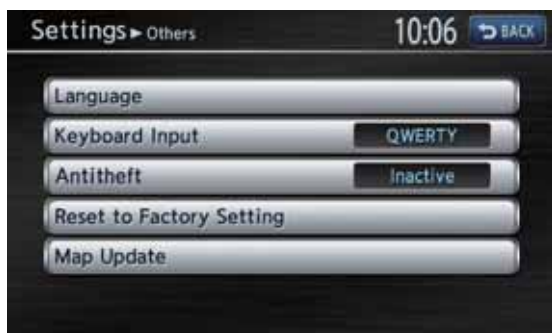 Settings ▸ Others 10:06 BACK
Language
Keyboard Input QWERTY
Antitheft Inactive
Reset to Factory Setting
Map Update